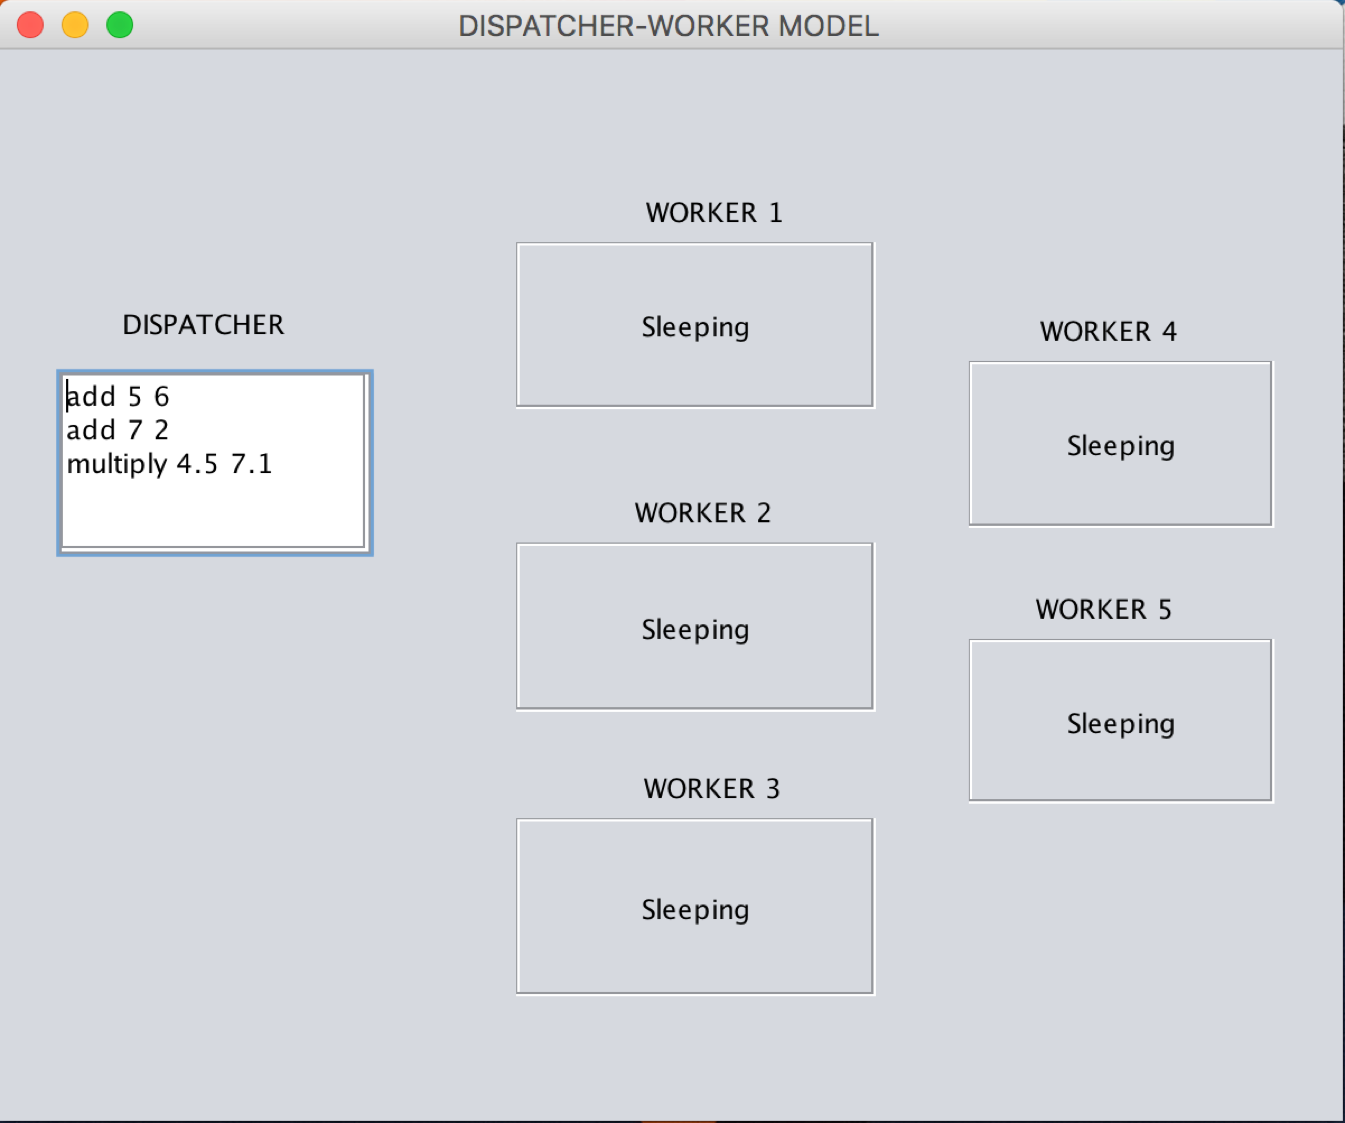 DISPATCHER-WORKER MODEL
DISPATCHER
add 5 6
add 7 2
multiply 4.5 7.1
WORKER 1
Sleeping
WORKER 2
Sleeping
WORKER 3
Sleeping
WORKER 4
Sleeping
WORKER 5
Sleeping